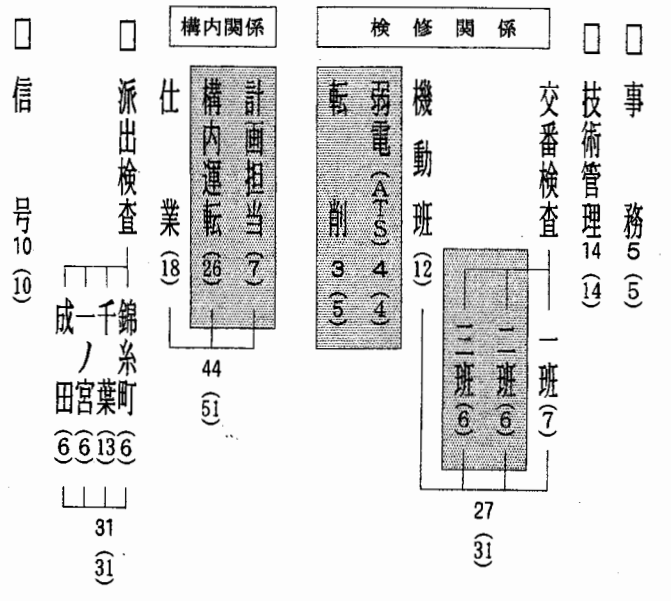 □ 事務 5 (5)
□ 技術管理 14 (14)
検修関係
交番検査
一班 (7)
二班 (6)
三班 (6)
機動班 (12)
27 (31)
弱電(ATS) 4 (4)
転削 3 (5)
構内関係
計画担当 (7)
構内運転 (26)
仕業 (18)
44 (51)
□ 派出検査
錦糸町 (6)
千葉 (13)
一ノ宮 (6)
成田 (6)
31 (31)
□ 信号 10 (10)